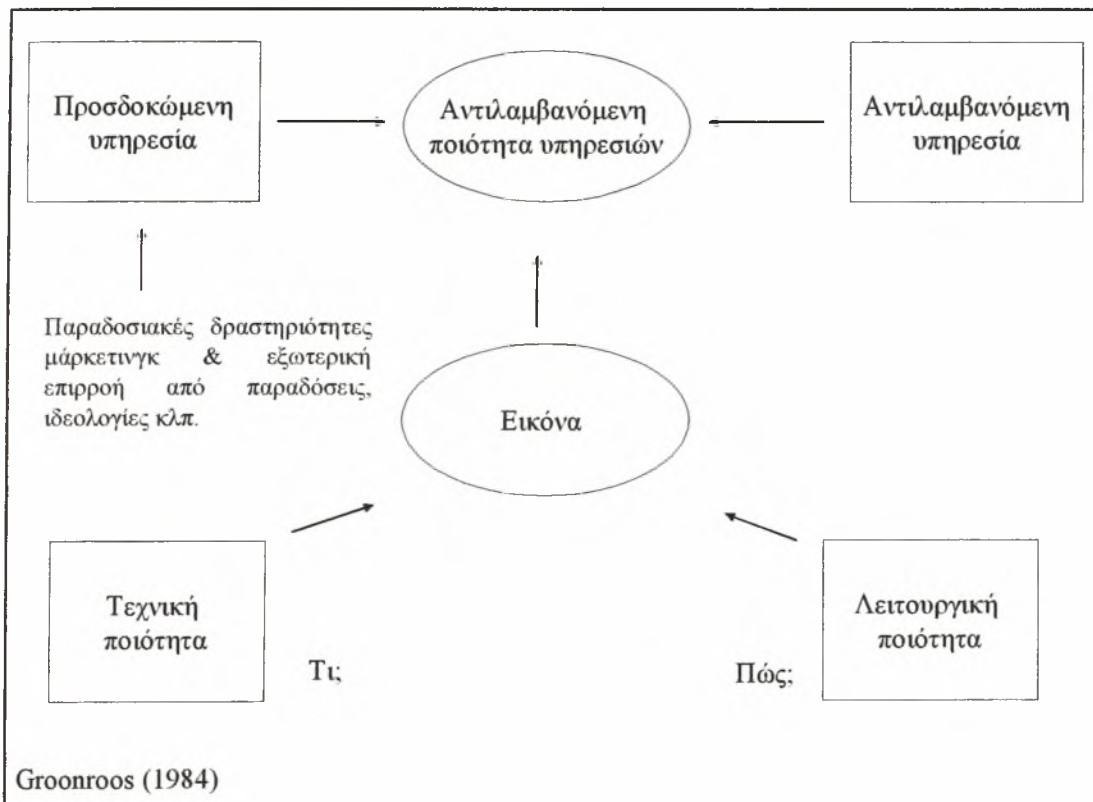 Προσδοκώμενη
υπηρεσία
Αντιλαμβανόμενη
ποιότητα υπηρεσιών
Αντιλαμβανόμενη
υπηρεσία
Παραδοσιακές δραστηριότητες
μάρκετινγκ & εξωτερική
επιρροή από παραδόσεις,
ιδεολογίες κλπ.
Εικόνα
Τεχνική
ποιότητα
Τι;
Πώς;
Λειτουργική
ποιότητα
Groonroos (1984)